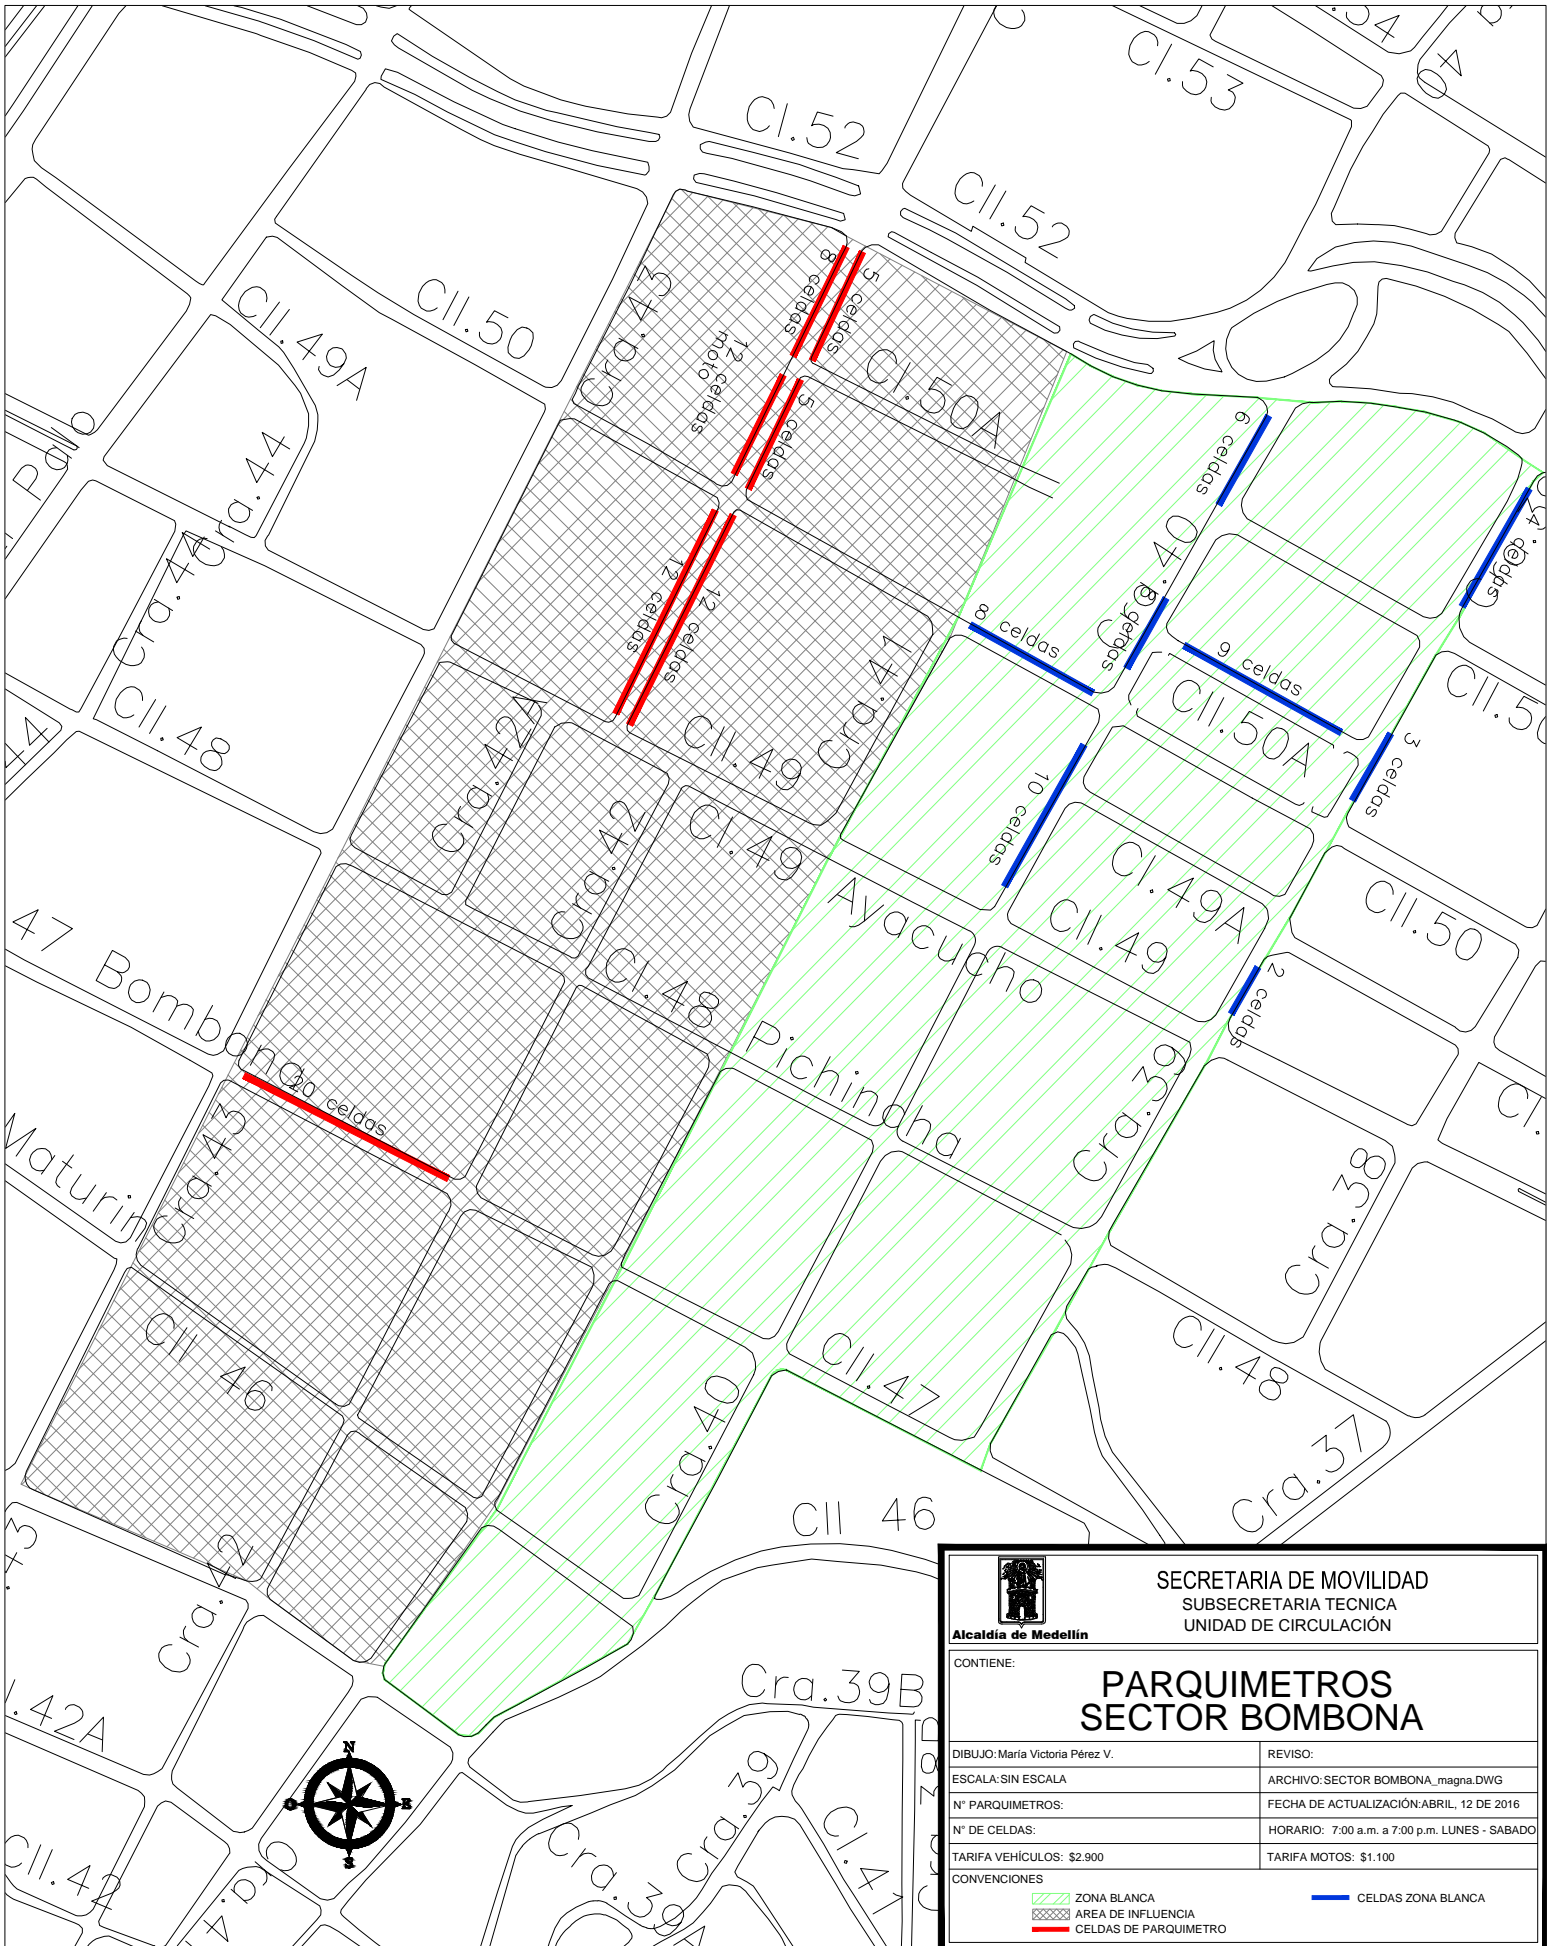 Cl.53
Cl.52
Cll.52
Cra.43
8 celdas
5 celdas
Cll.50
Cll.49A
12 celdas
moto
5 celdas
Cl.50A
6 celdas
Cra.44
Cra.44
Cra.40
12 celdas
12 celdas
8 celdas
9 celdas
Cll.50A
3 celdas
Cll.48
Cra.42A
Cll.49
Cra.41
10 celdas
Cra.42
Cl.49
Cl.49A
Cll.50
Ayacucho
Cll.49
2 celdas
47 Bombona
Cl.48
Pichincha
Cra.39
20 celdas
Maturin
Cra.43
Cra.38
Cll 46
Cll.47
Cll.48
Cra.40
Cra.37
Cll 46
Cra.42
Cra.39B
.42A
Cra.39
Cl.41
Cra.39A
Cll.42
N
O
E
S
Alcaldía de Medellín
SECRETARIA DE MOVILIDAD
SUBSECRETARIA TECNICA
UNIDAD DE CIRCULACIÓN
CONTIENE:
PARQUIMETROS
SECTOR BOMBONA
DIBUJO: María Victoria Pérez V.
REVISO:
ESCALA: SIN ESCALA
ARCHIVO: SECTOR BOMBONA_magna.DWG
N° PARQUIMETROS:
FECHA DE ACTUALIZACIÓN: ABRIL, 12 DE 2016
N° DE CELDAS:
HORARIO: 7:00 a.m. a 7:00 p.m. LUNES - SABADO
TARIFA VEHÍCULOS: $2.900
TARIFA MOTOS: $1.100
CONVENCIONES
ZONA BLANCA
CELDAS ZONA BLANCA
AREA DE INFLUENCIA
CELDAS DE PARQUIMETRO